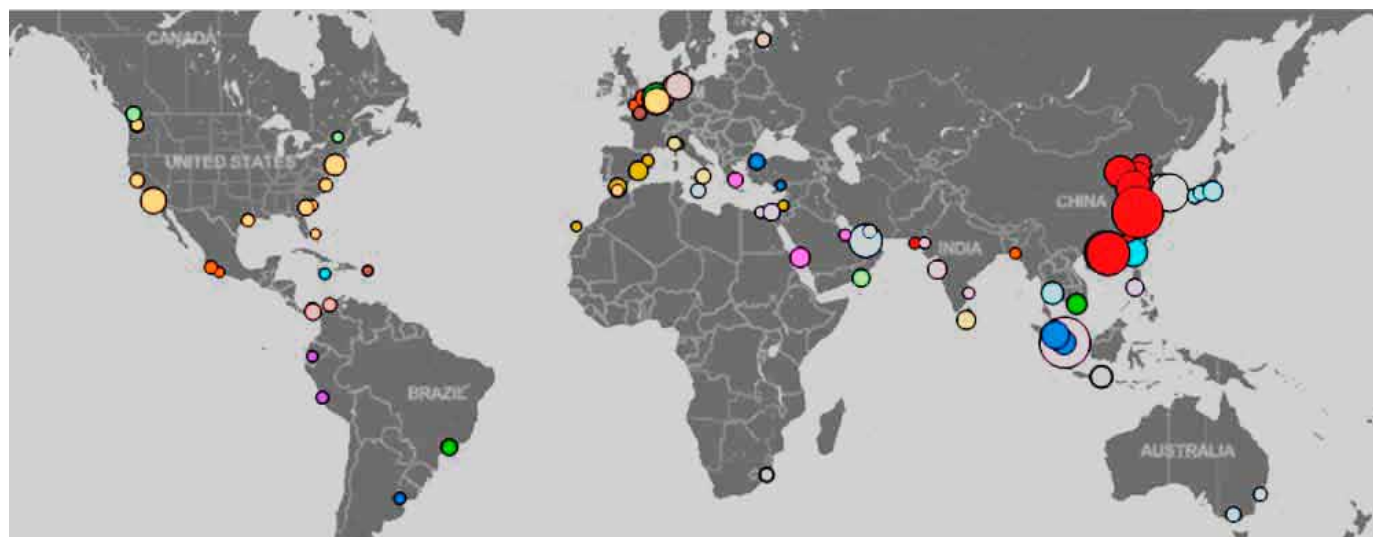 CANADA
UNITED STATES
CHINA
INDIA
BRAZIL
AUSTRALIA